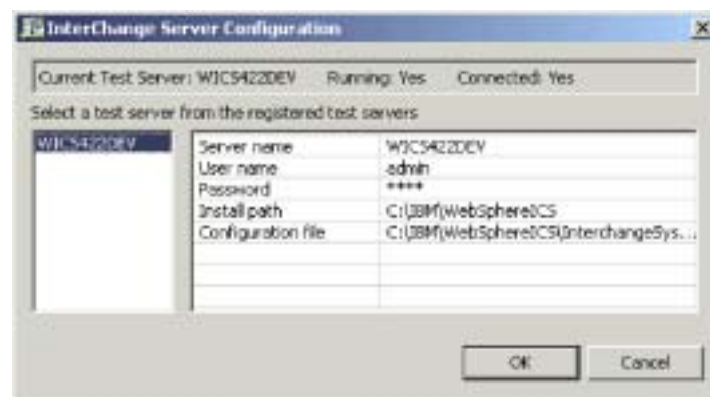 InterChange Server Configuration
Current Test Server: WICS422DEV Running: Yes Connected: Yes
Select a test server from the registered test servers
WICS422DEV
Server name WICS422DEV
User name admin
Password ****
Install path C:\IBM\WebSphereICS
Configuration file C:\IBM\WebSphereICS\InterchangeSys...
OK Cancel